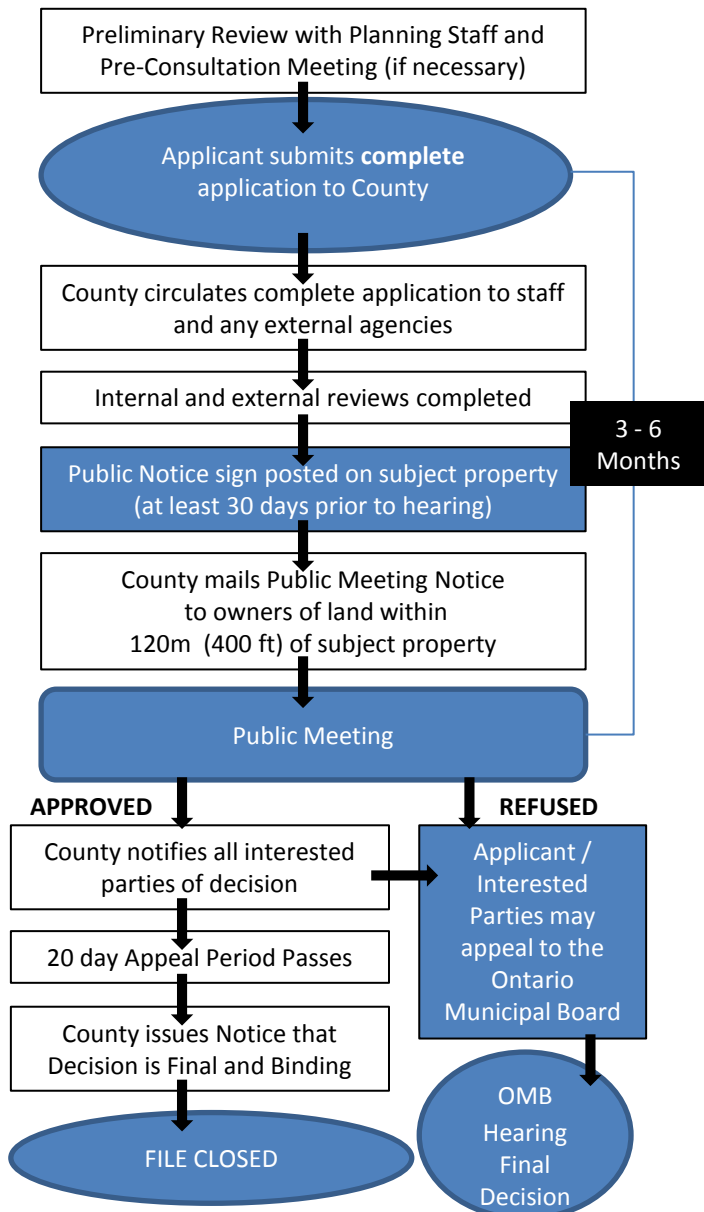 Preliminary Review with Planning Staff and
Pre-Consultation Meeting (if necessary)
Applicant submits complete
application to County
County circulates complete application to staff
and any external agencies
Internal and external reviews completed
3 - 6
Months
Public Notice sign posted on subject property
(at least 30 days prior to hearing)
County mails Public Meeting Notice
to owners of land within
120m (400 ft) of subject property
Public Meeting
APPROVED
County notifies all interested
parties of decision
20 day Appeal Period Passes
County issues Notice that
Decision is Final and Binding
FILE CLOSED
REFUSED
Applicant /
Interested
Parties may
appeal to the
Ontario
Municipal Board
OMB
Hearing
Final
Decision